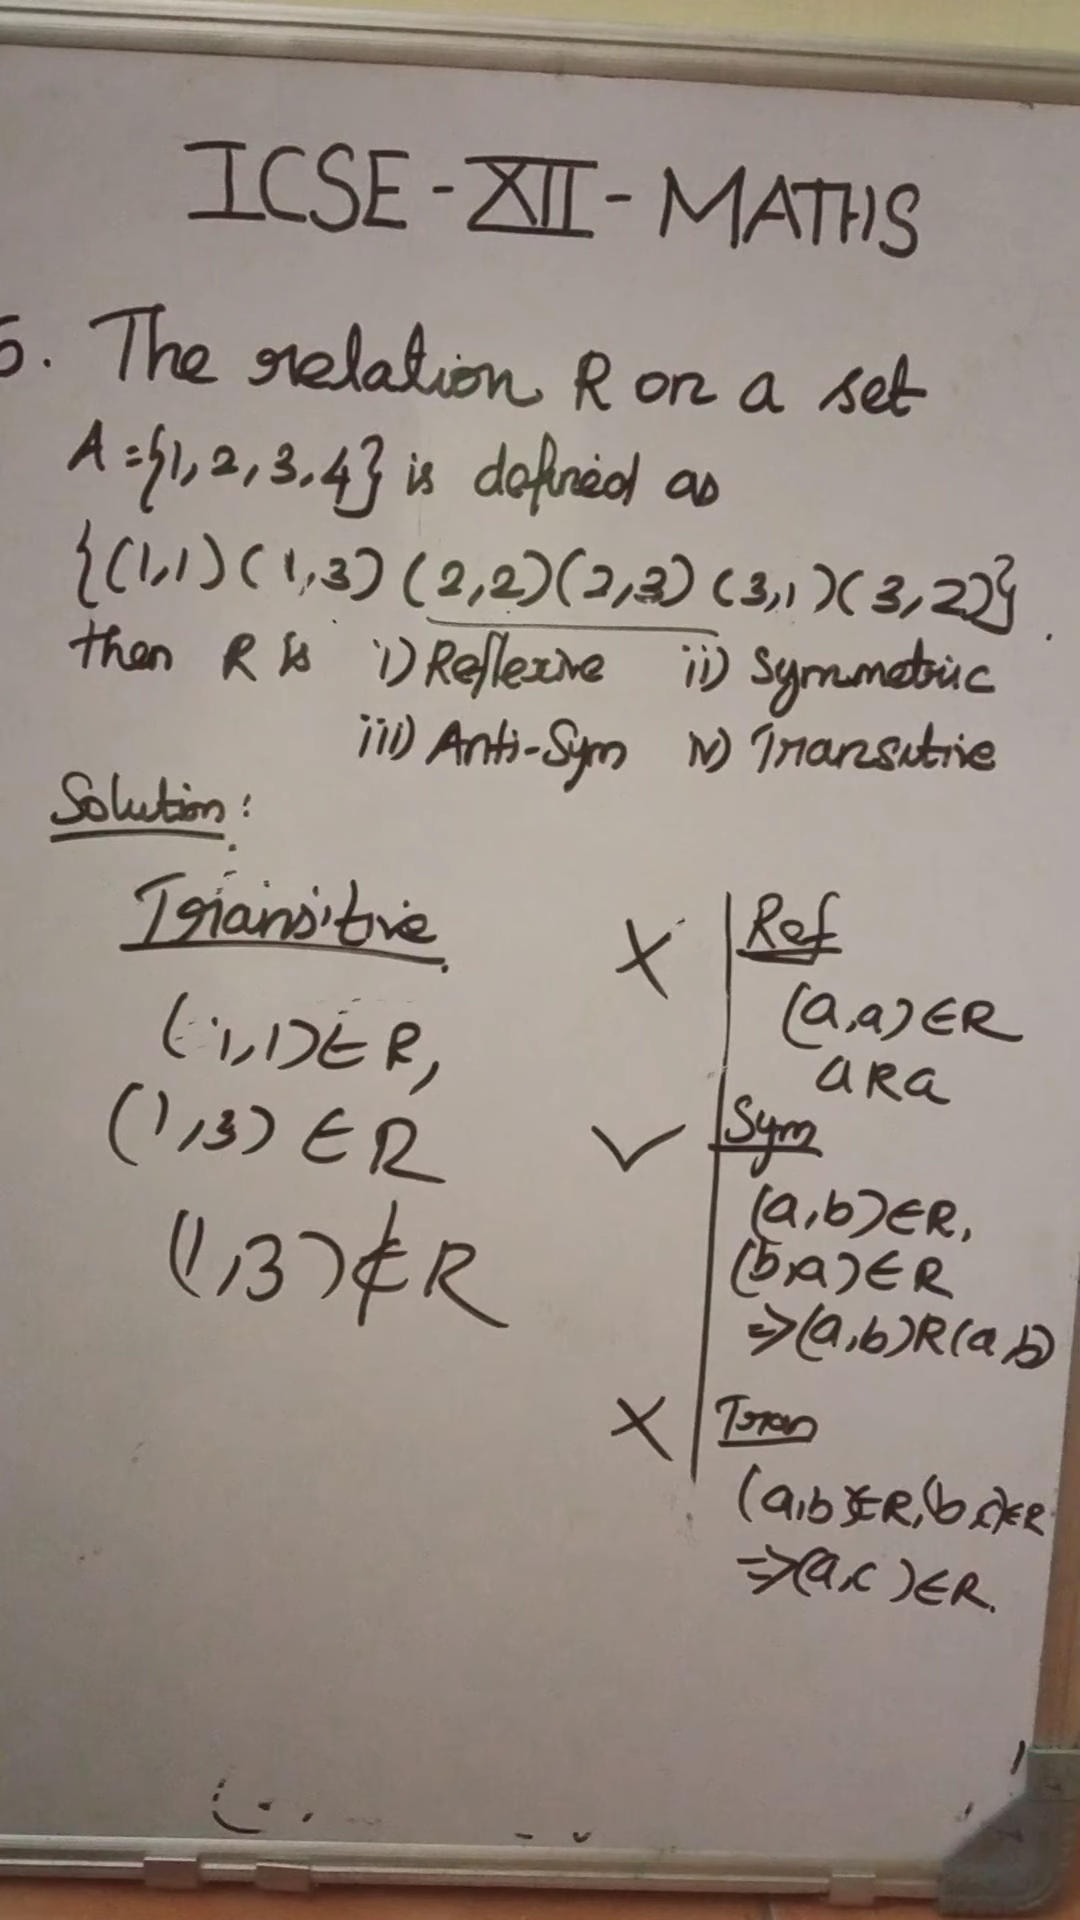 ICSE-XII-MATHS
6. The relation R on a set
A={1,2,3,4} is defined as
{(1,1)(1,3)(2,2)(2,3)(3,1)(3,2)}.
then R is i) Reflexive ii) Symmetric
iii) Anti-Sym iv) Transitive
Solution:
Transitive
(1,1)∈R,
(1,3)∈R
(1,3)∉R
X Ref
(a,a)∈R
aRa
✓ Sym
(a,b)∈R,
(b,a)∈R
⇒(a,b)R(a,b)
X Tran
(a,b)∈R,(b,c)∈R
⇒(a,c)∈R.